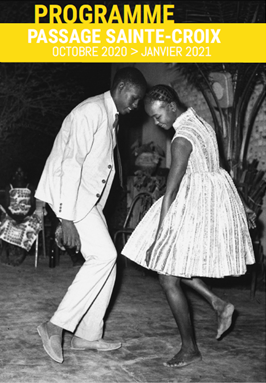 PROGRAMME
PASSAGE SAINTE-CROIX
OCTOBRE 2020 > JANVIER 2021